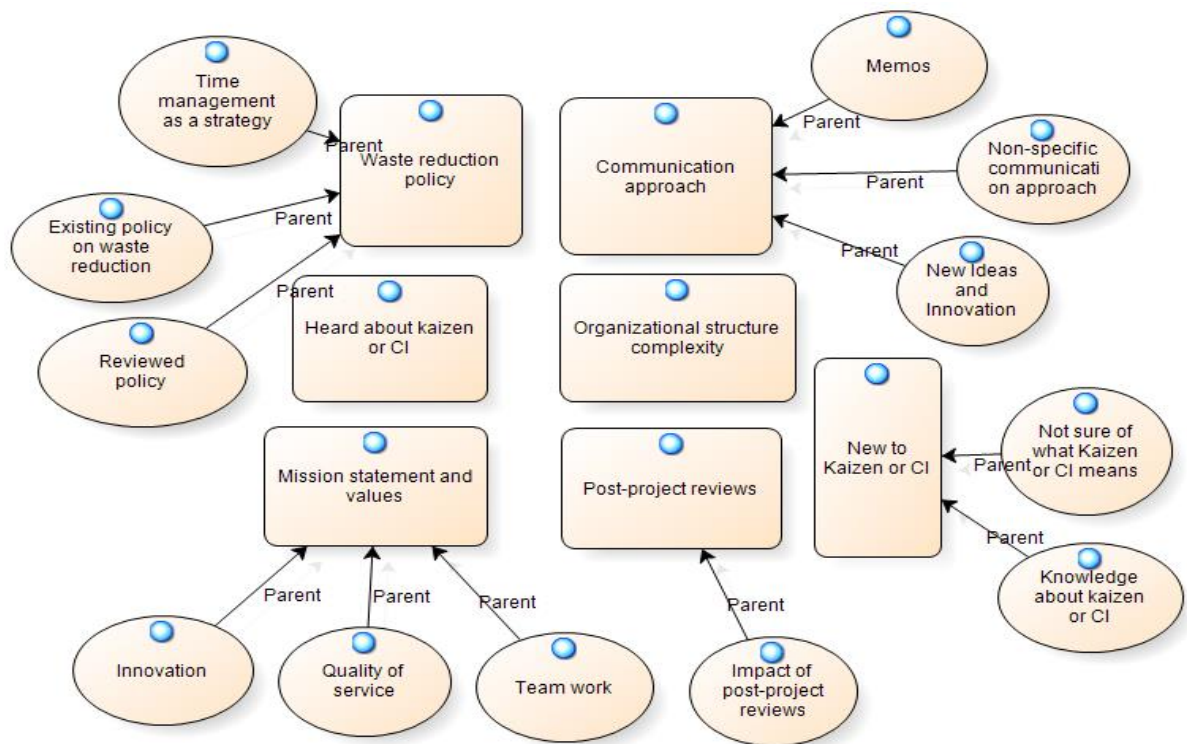 Time
management
as a strategy
Parent
Waste reduction
policy
Existing policy
on waste
reduction
Parent
Reviewed
policy
Parent
Communication
approach
Memos
Parent
Non-specific
communicati
on approach
Parent
New Ideas
and
Innovation
Parent
Heard about kaizen
or CI
Organizational structure
complexity
New to
Kaizen or CI
Not sure of
what Kaizen
or CI means
Parent
Knowledge
about kaizen
or CI
Parent
Mission statement and
values
Post-project reviews
Parent
Parent
Parent
Parent
Innovation
Quality of
service
Team work
Impact of
post-project
reviews